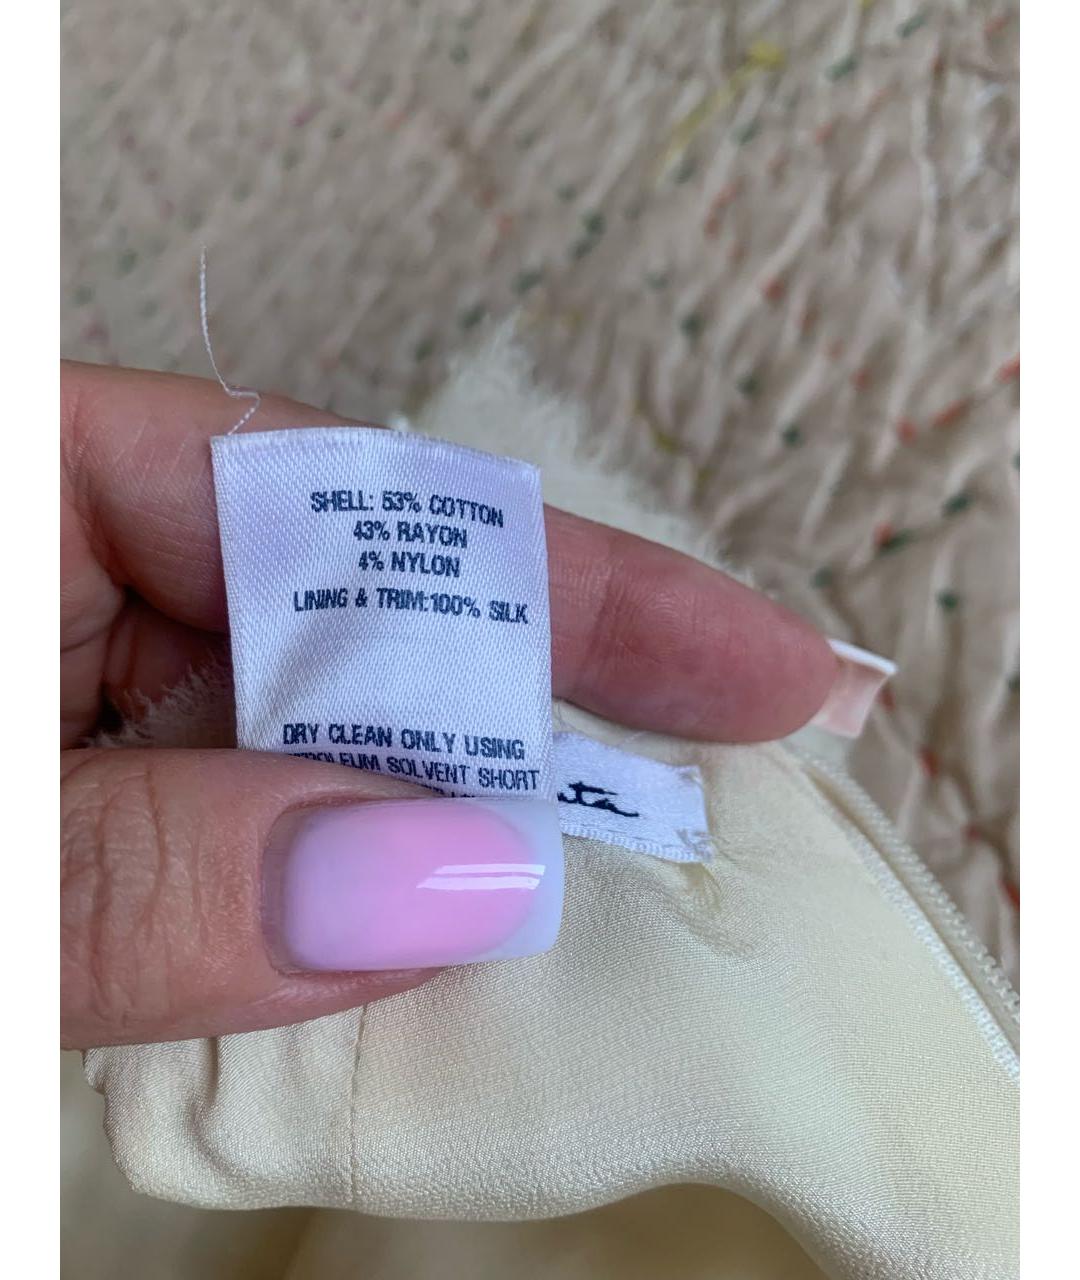 SHELL: 53% COTTON
43% RAYON
4% NYLON
LINING & TRIM:100% SILK
DRY CLEAN ONLY USING
SOLVENT SHORT